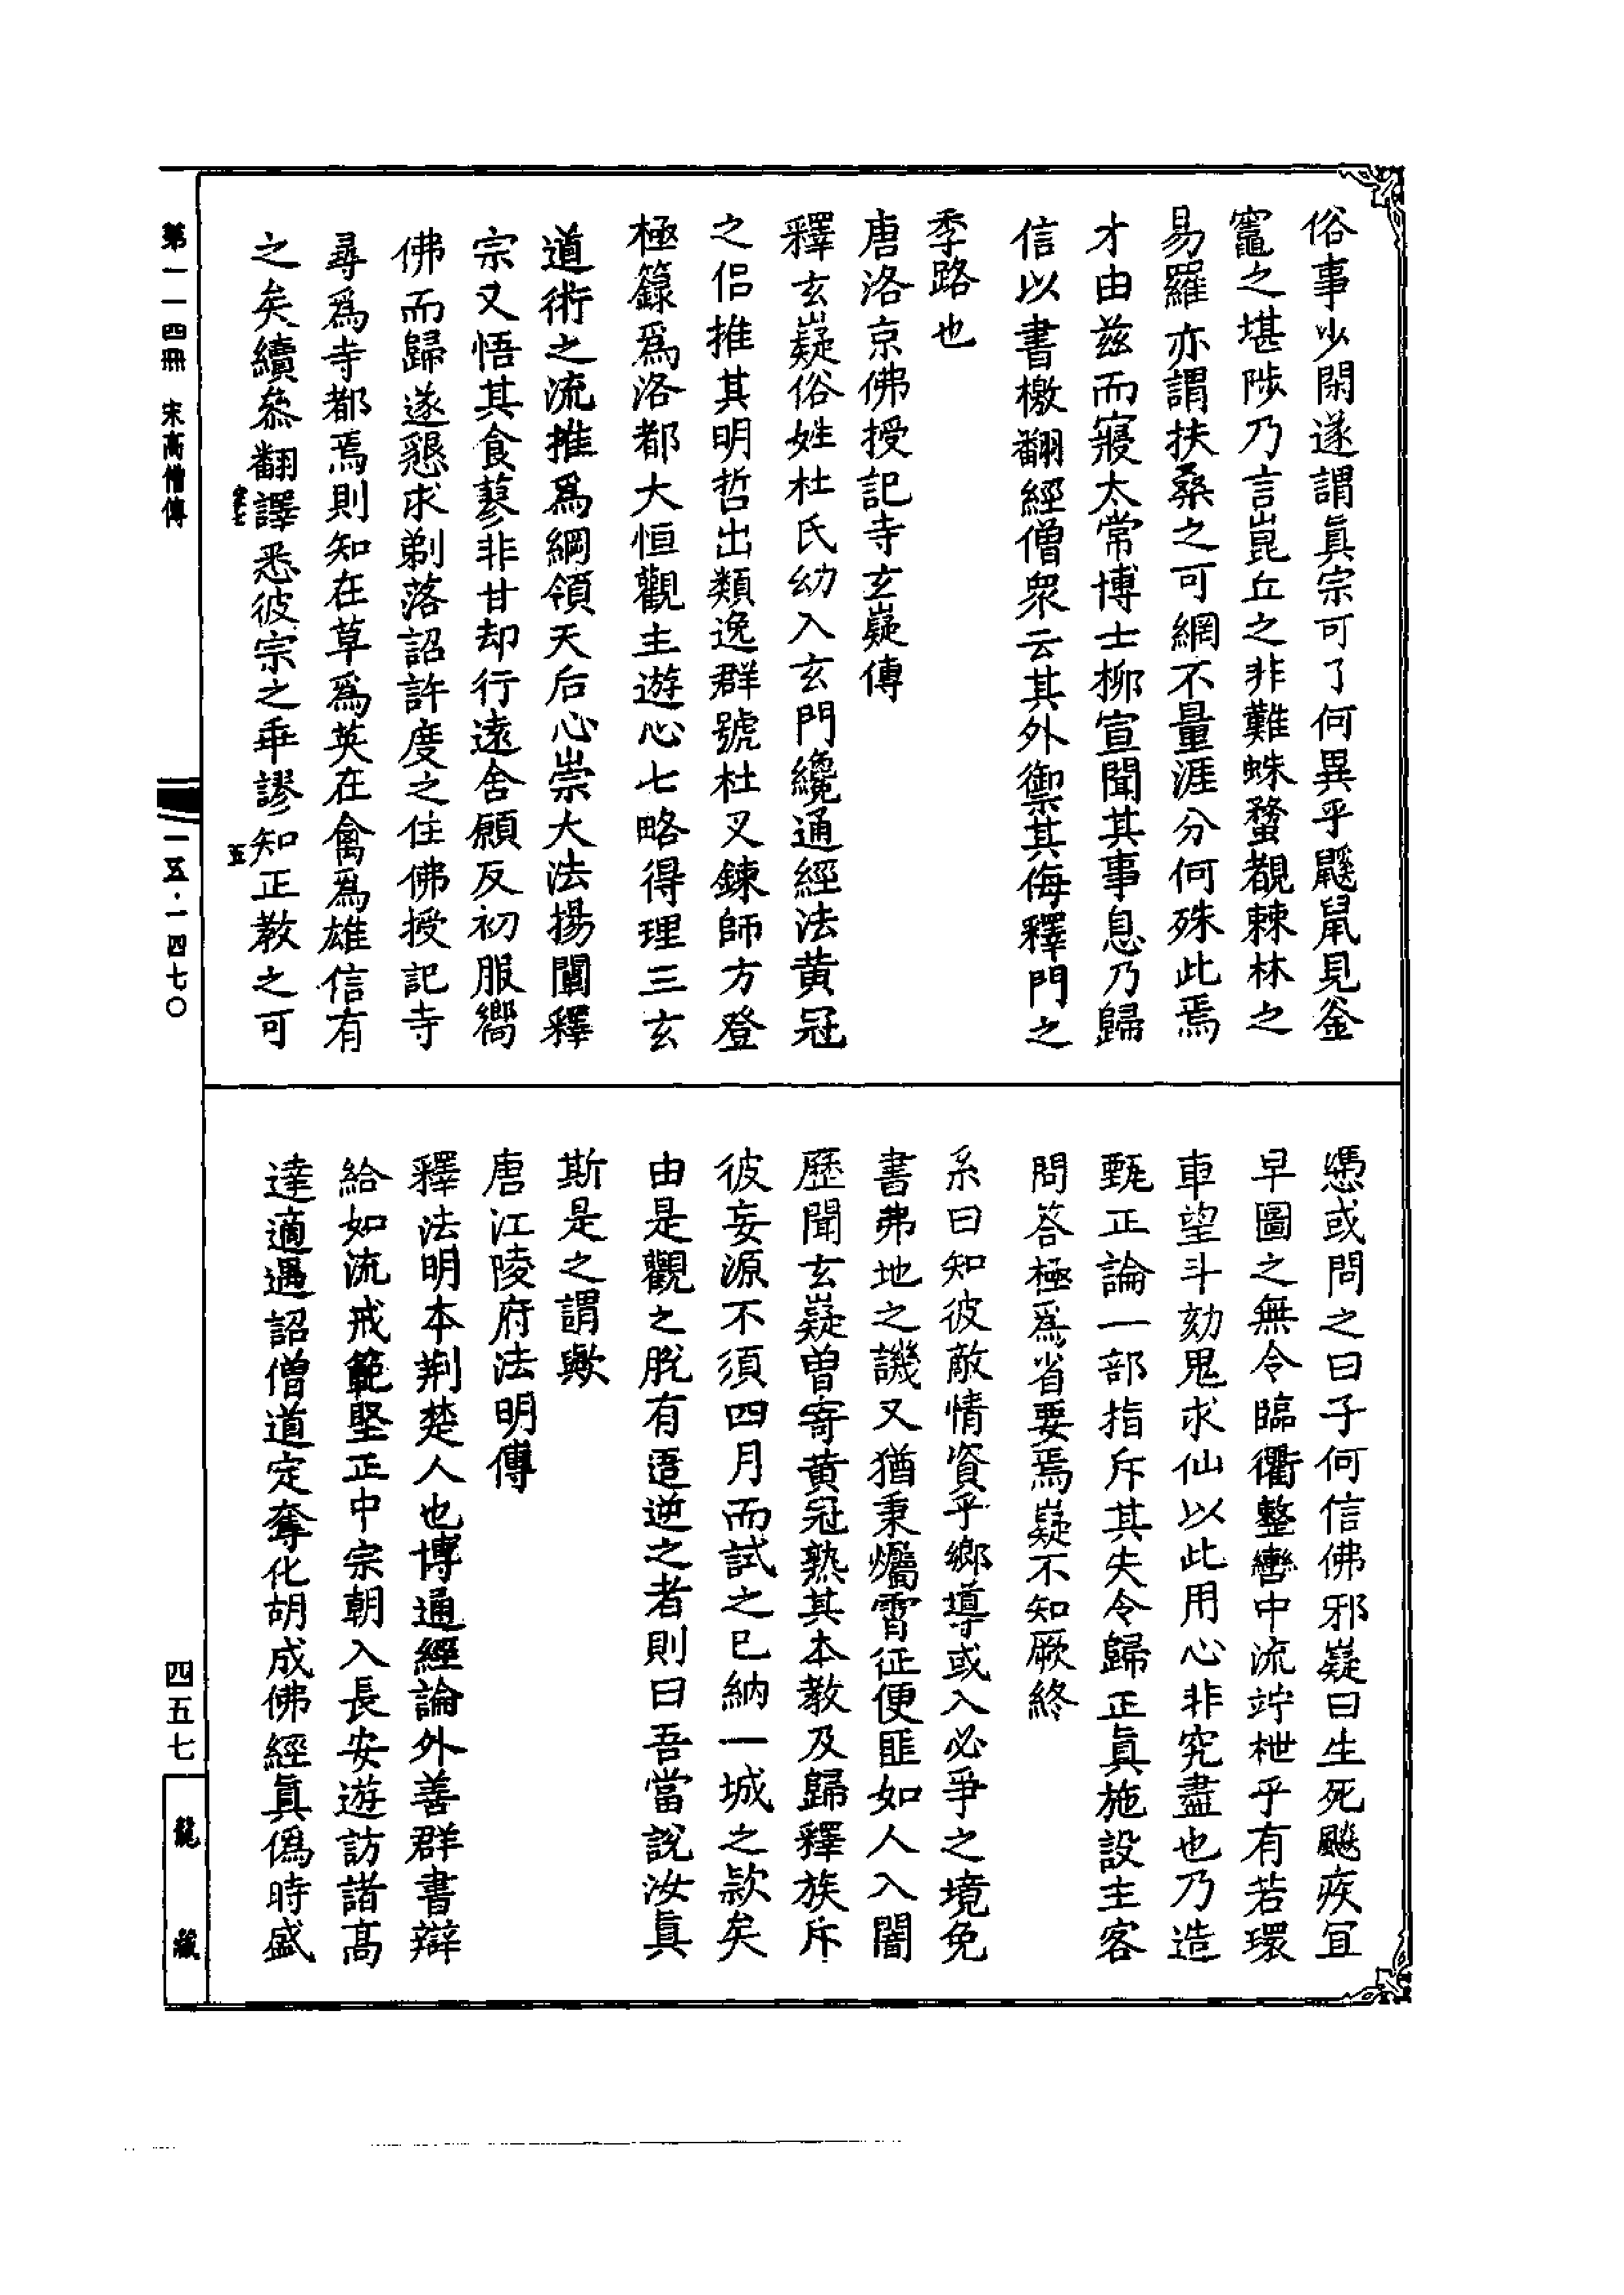 俗事少閑遂謂真宗可了何異乎鼷鼠見釜
竈之堪陟乃言崑丘之非難蛛蝥覩棘林之
易羅亦謂扶桑之可網不量涯分何殊此焉
才由茲而寢太常博士柳宣聞其事息乃歸
信以書檄翻經僧眾云其外禦其侮釋門之
季路也
唐洛京佛授記寺玄嶷傳
釋玄嶷俗姓杜氏幼入玄門纔通經法黃冠
之侶推其明哲出類逸群號杜乂鍊師方登
極籙爲洛都大恒觀主遊心七略得理三玄
道術之流推爲綱領天后心崇大法揚闡釋
宗又悟其食蓼非甘却行遠舍願反初服嚮
佛而歸遂懇求剃落詔許度之住佛授記寺
尋爲寺都焉則知在草爲英在禽爲雄信有
之矣續叅翻譯悉彼宗之乖謬知正教之可
憑或問之曰子何信佛邪嶷曰生死飈疾宜
早圖之無令臨衢整轡中流竚枻乎有若環
車望斗劾鬼求仙以此用心非究盡也乃造
甄正論一部指斥其失令歸正真施設主客
問答極爲省要焉嶷不知厥終
系曰知彼敵情資乎鄉導或入必爭之境免
書弗地之譏又猶秉爥宵征便匪如人入闇
歷聞玄嶷曾寄黃冠熟其本教及歸釋族斥
彼妄源不須四月而試之已納一城之款矣
由是觀之脫有迕逆之者則曰吾當說汝真
斯是之謂歟
唐江陵府法明傳
釋法明本荆楚人也博通經論外善群書辯
給如流戒範堅正中宗朝入長安遊訪諸高
達適遇詔僧道定奪化胡成佛經真僞時盛
第一一四冊 宋高僧傳
五
一五·一四七〇
四五七
龍藏